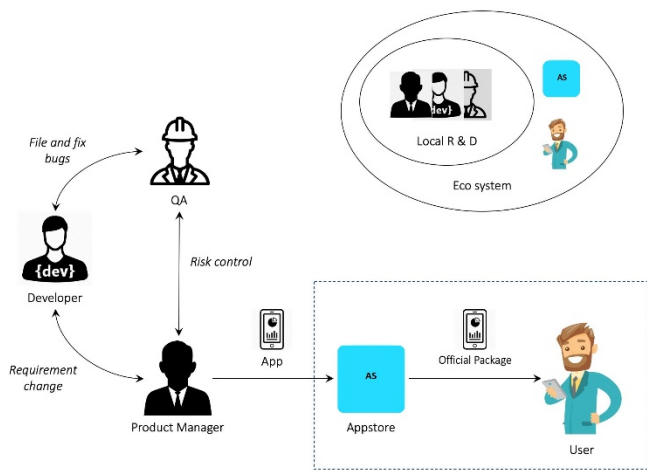 AS
{dev}
Local R & D
Eco system
File and fix
bugs
QA
{dev}
Developer
Risk control
Requirement
change
Product Manager
App
AS
Appstore
Official Package
User